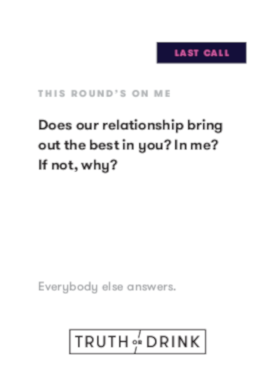 LAST CALL
THIS ROUND'S ON ME
Does our relationship bring
out the best in you? In me?
If not, why?
Everybody else answers.
TRUTH OR DRINK